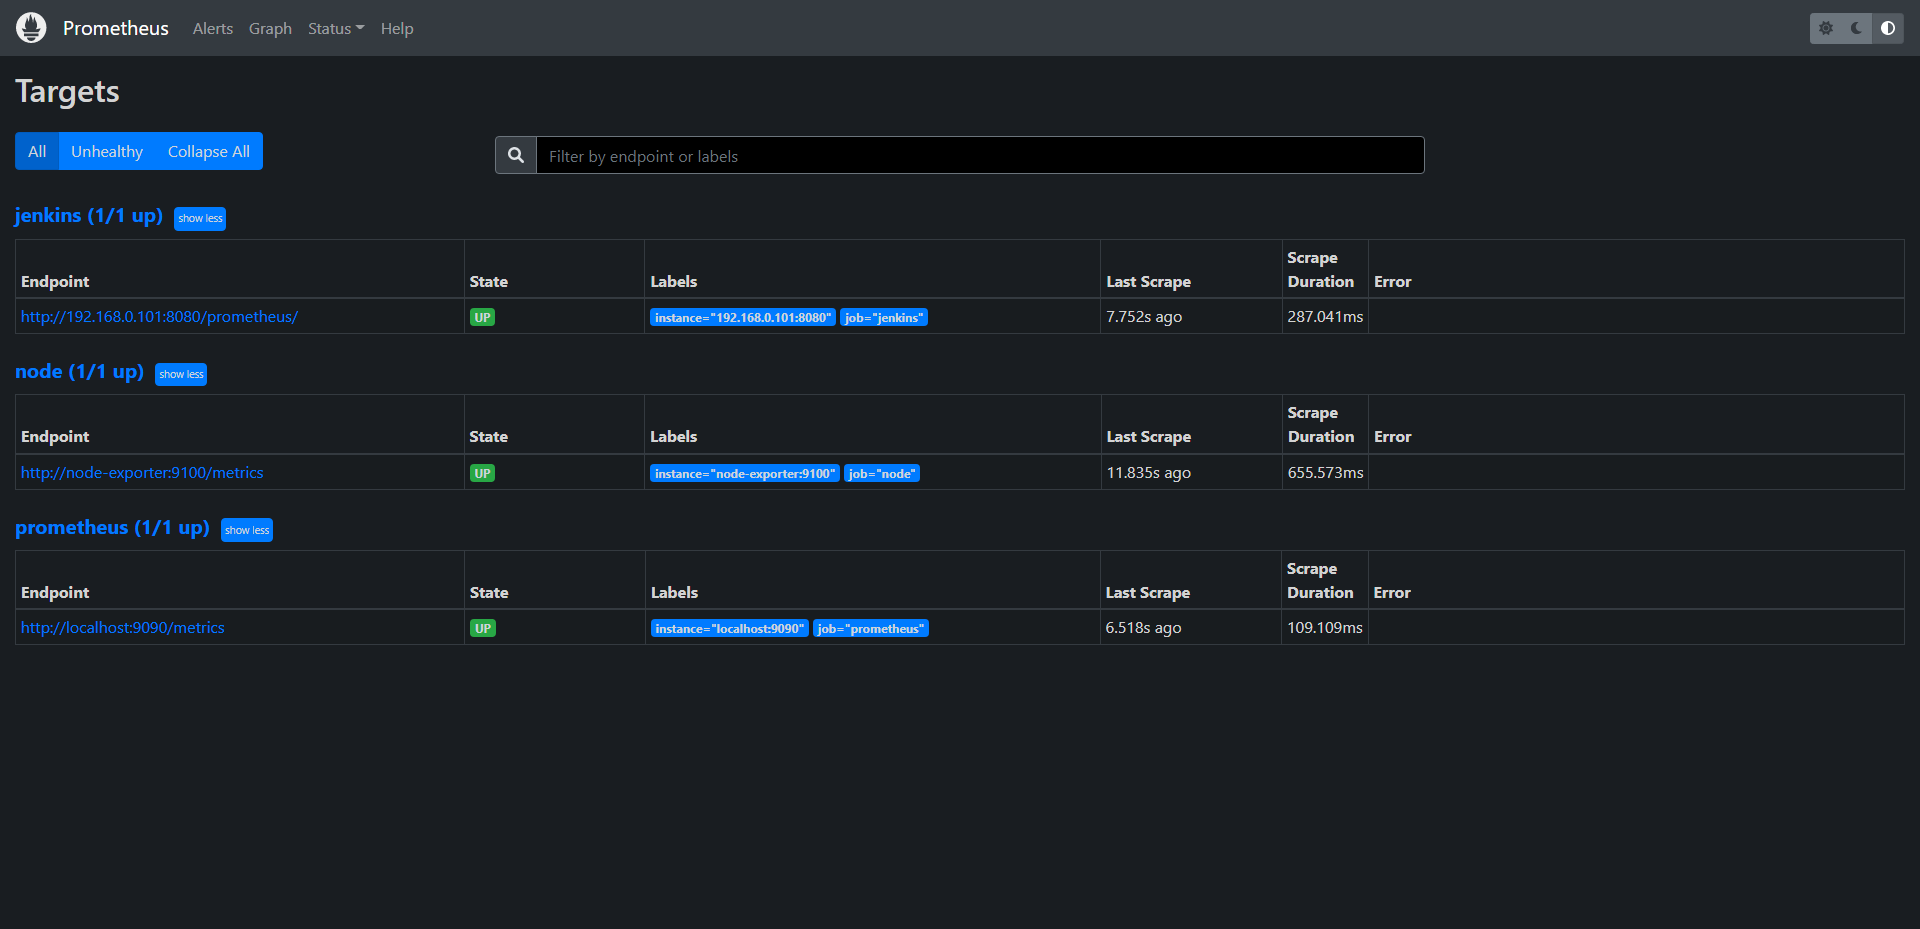 Prometheus Alerts Graph Status Help
Targets
All Unhealthy Collapse All
Filter by endpoint or labels
jenkins (1/1 up) show less
Endpoint State Labels Last Scrape Scrape Duration Error
http://192.168.0.101:8080/prometheus/ UP instance="192.168.0.101:8080" job="jenkins" 7.752s ago 287.041ms
node (1/1 up) show less
Endpoint State Labels Last Scrape Scrape Duration Error
http://node-exporter:9100/metrics UP instance="node-exporter:9100" job="node" 11.835s ago 655.573ms
prometheus (1/1 up) show less
Endpoint State Labels Last Scrape Scrape Duration Error
http://localhost:9090/metrics UP instance="localhost:9090" job="prometheus" 6.518s ago 109.109ms